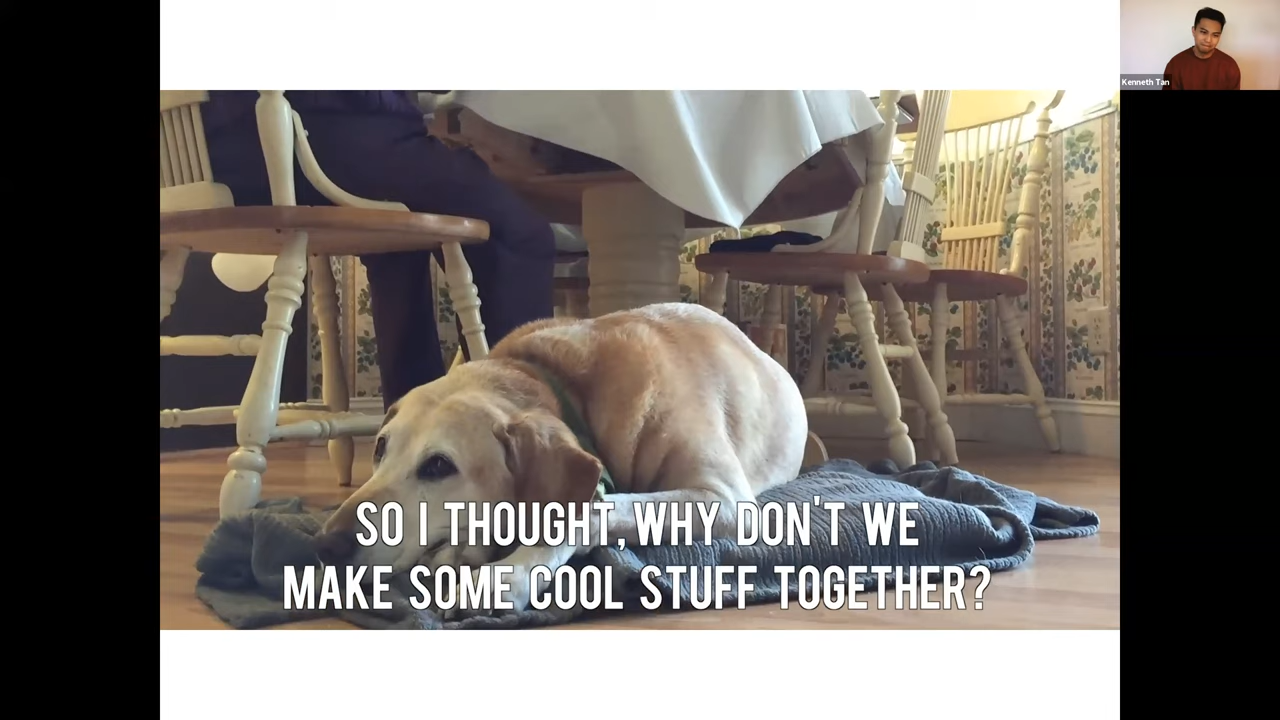 Kenneth Tan
SO I THOUGHT, WHY DON'T WE
MAKE SOME COOL STUFF TOGETHER?